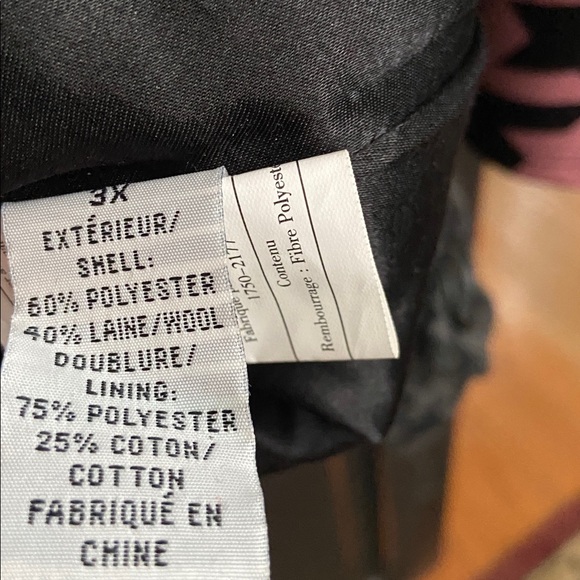 3X
EXTÉRIEUR/
SHELL:
60% POLYESTER
40% LAINE/WOOL
DOUBLURE/
LINING:
75% POLYESTER
25% COTON/
COTTON
FABRIQUÉ EN
CHINE
Fabriqué
1750-2177
Contenu
Rembourrage : Fibre Polyest